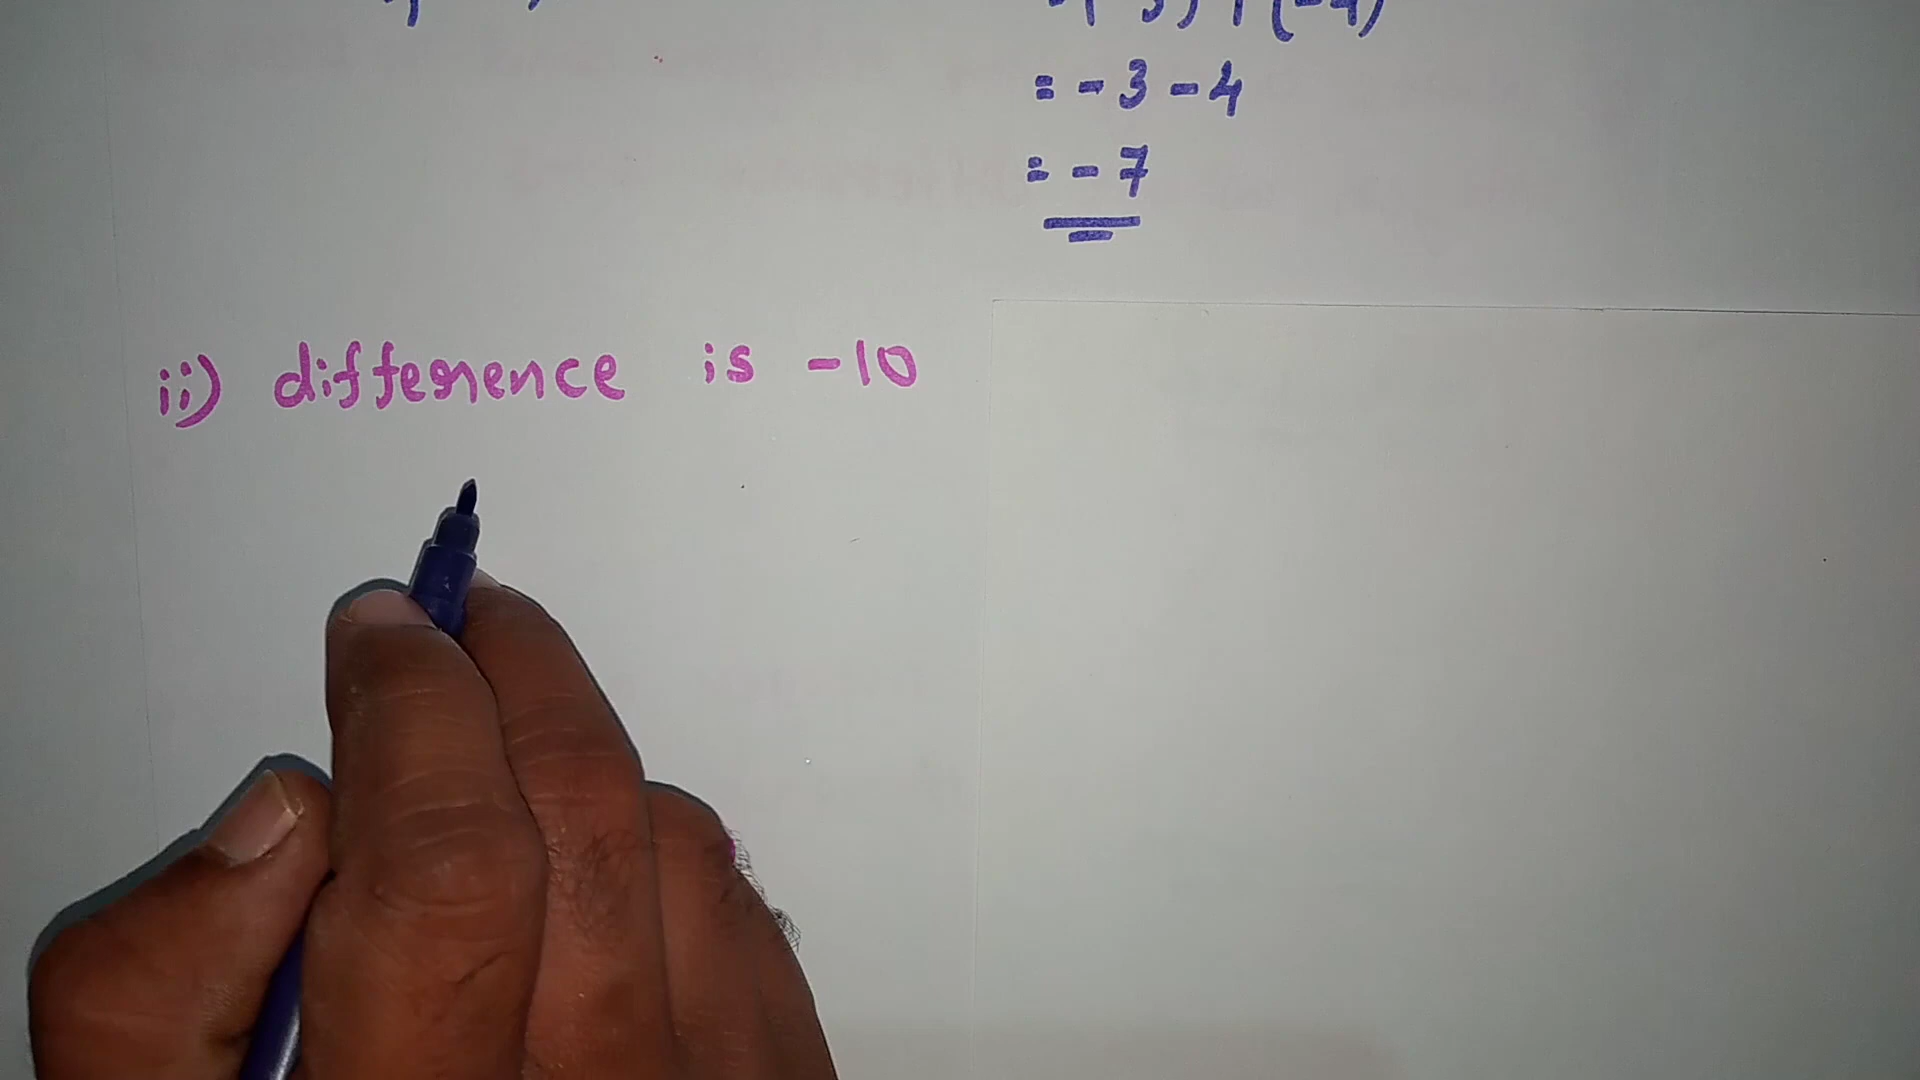 = - 3 - 4
= - 7
ii) difference is -10